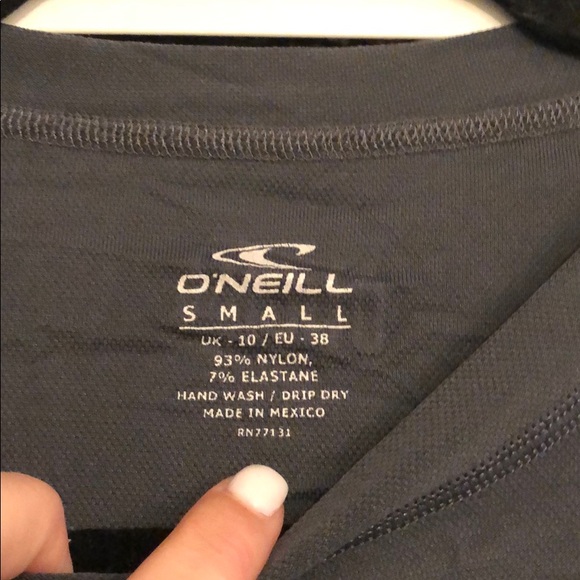 O'NEILL
SMALL
UK - 10 / EU - 38
93% NYLON,
7% ELASTANE
HAND WASH / DRIP DRY
MADE IN MEXICO
RN77131